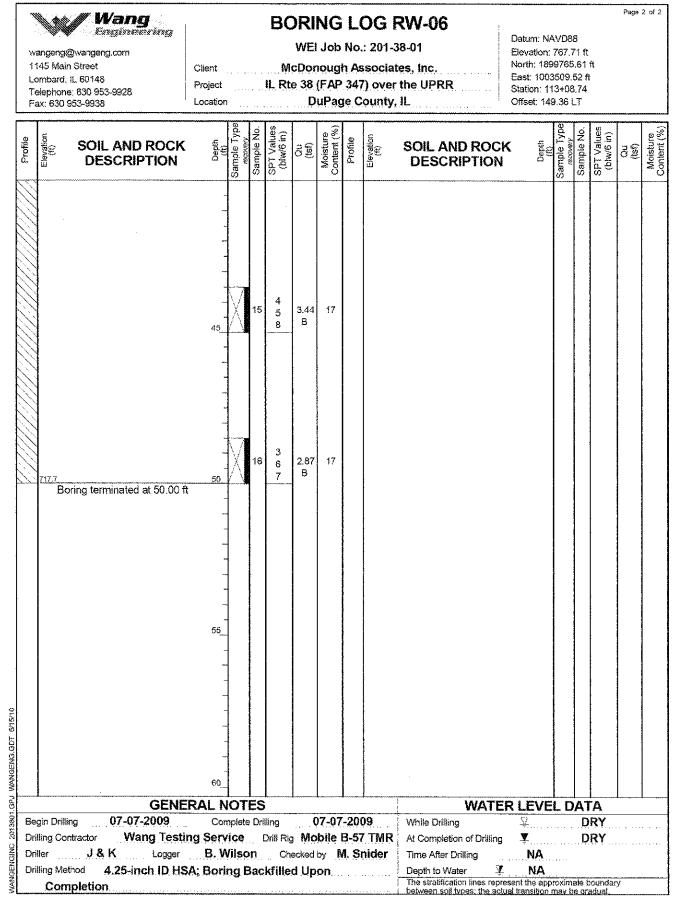 Page 2 of 2
Wang
Engineering
wangeng@wangeng.com
1145 Main Street
Lombard, IL 60148
Telephone: 630 953-9928
Fax: 630 953-9938
BORING LOG RW-06
WEI Job No.: 201-38-01
Client McDonough Associates, Inc.
Project IL Rte 38 (FAP 347) over the UPRR
Location DuPage County, IL
Datum: NAVD88
Elevation: 767.71 ft
North: 1899765.61 ft
East: 1003509.52 ft
Station: 113+08.74
Offset: 149.36 LT
Profile
Elevation (ft)
SOIL AND ROCK
DESCRIPTION
Depth (ft)
Sample Type
recovery
Sample No.
SPT Values (blw/6 in)
Qu (tsf)
Moisture Content (%)
Profile
Elevation (ft)
SOIL AND ROCK
DESCRIPTION
Depth (ft)
Sample Type
recovery
Sample No.
SPT Values (blw/6 in)
Qu (tsf)
Moisture Content (%)
4
15 5 3.44 17
8 B
45
3
16 6 2.87 17
7 B
717.7 50
Boring terminated at 50.00 ft
55
60
WANGENGINC 2013801.GPJ WANGENG.GDT 6/15/10
GENERAL NOTES
Begin Drilling 07-07-2009 Complete Drilling 07-07-2009
Drilling Contractor Wang Testing Service Drill Rig Mobile B-57 TMR
Driller J & K Logger B. Wilson Checked by M. Snider
Drilling Method 4.25-inch ID HSA; Boring Backfilled Upon
Completion
WATER LEVEL DATA
While Drilling DRY
At Completion of Drilling DRY
Time After Drilling NA
Depth to Water NA
The stratification lines represent the approximate boundary
between soil types; the actual transition may be gradual.